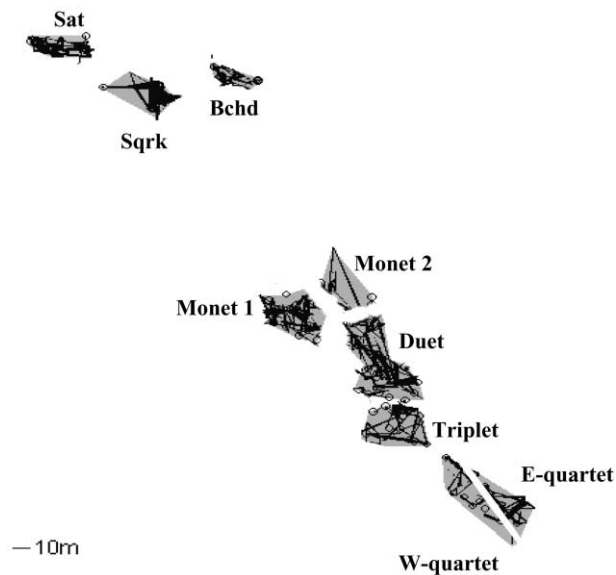 Sat
Bchd
Sqrk
Monet 2
Monet 1
Duet
Triplet
E-quartet
10m
W-quartet